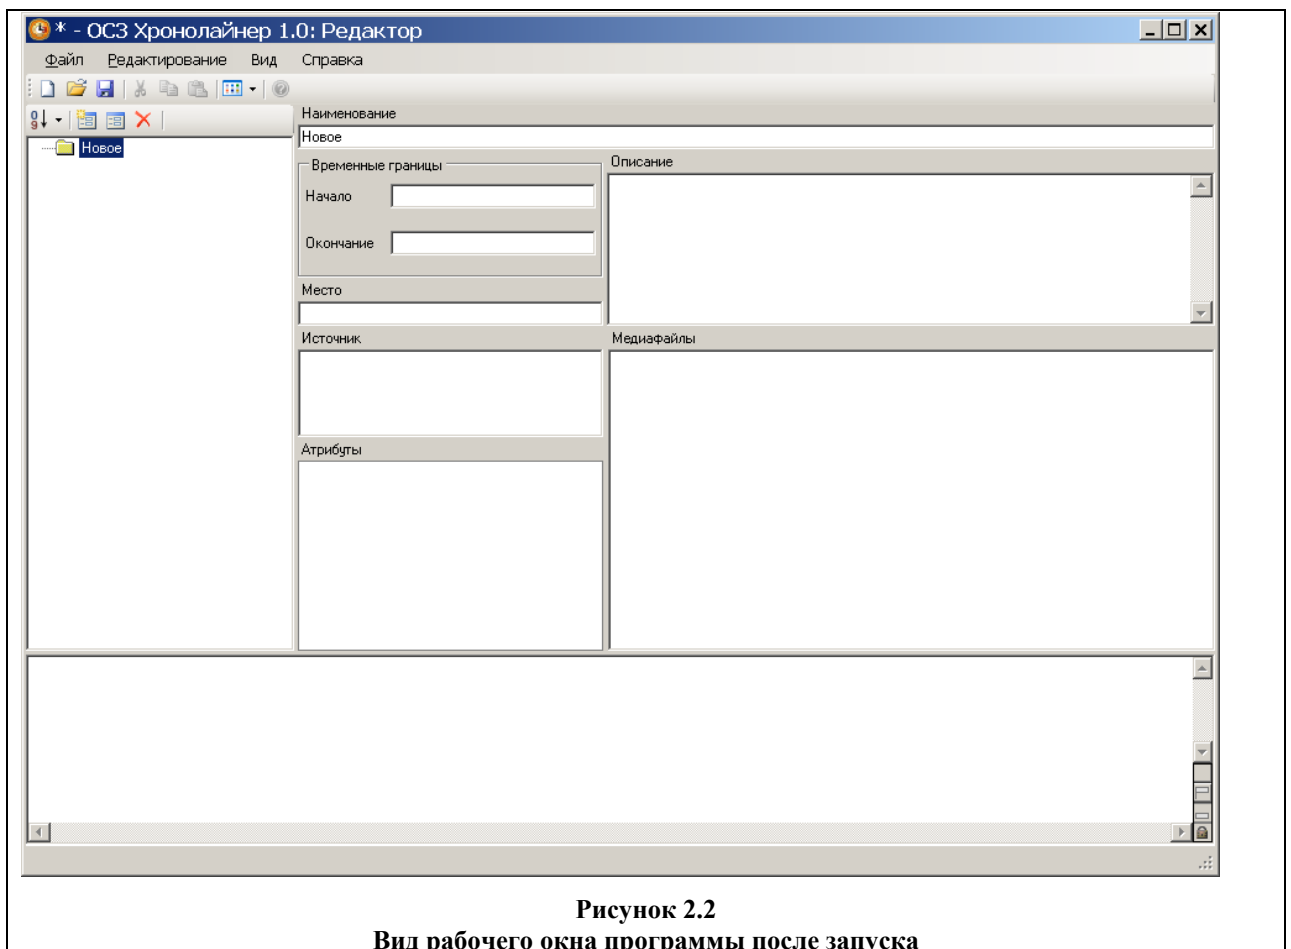 * - ОСЗ Хронолайнер 1.0: Редактор
Файл Редактирование Вид Справка
Наименование
Новое
Новое
Временные границы
Описание
Начало
Окончание
Место
Источник
Медиафайлы
Атрибуты
Рисунок 2.2
Вид рабочего окна программы после запуска